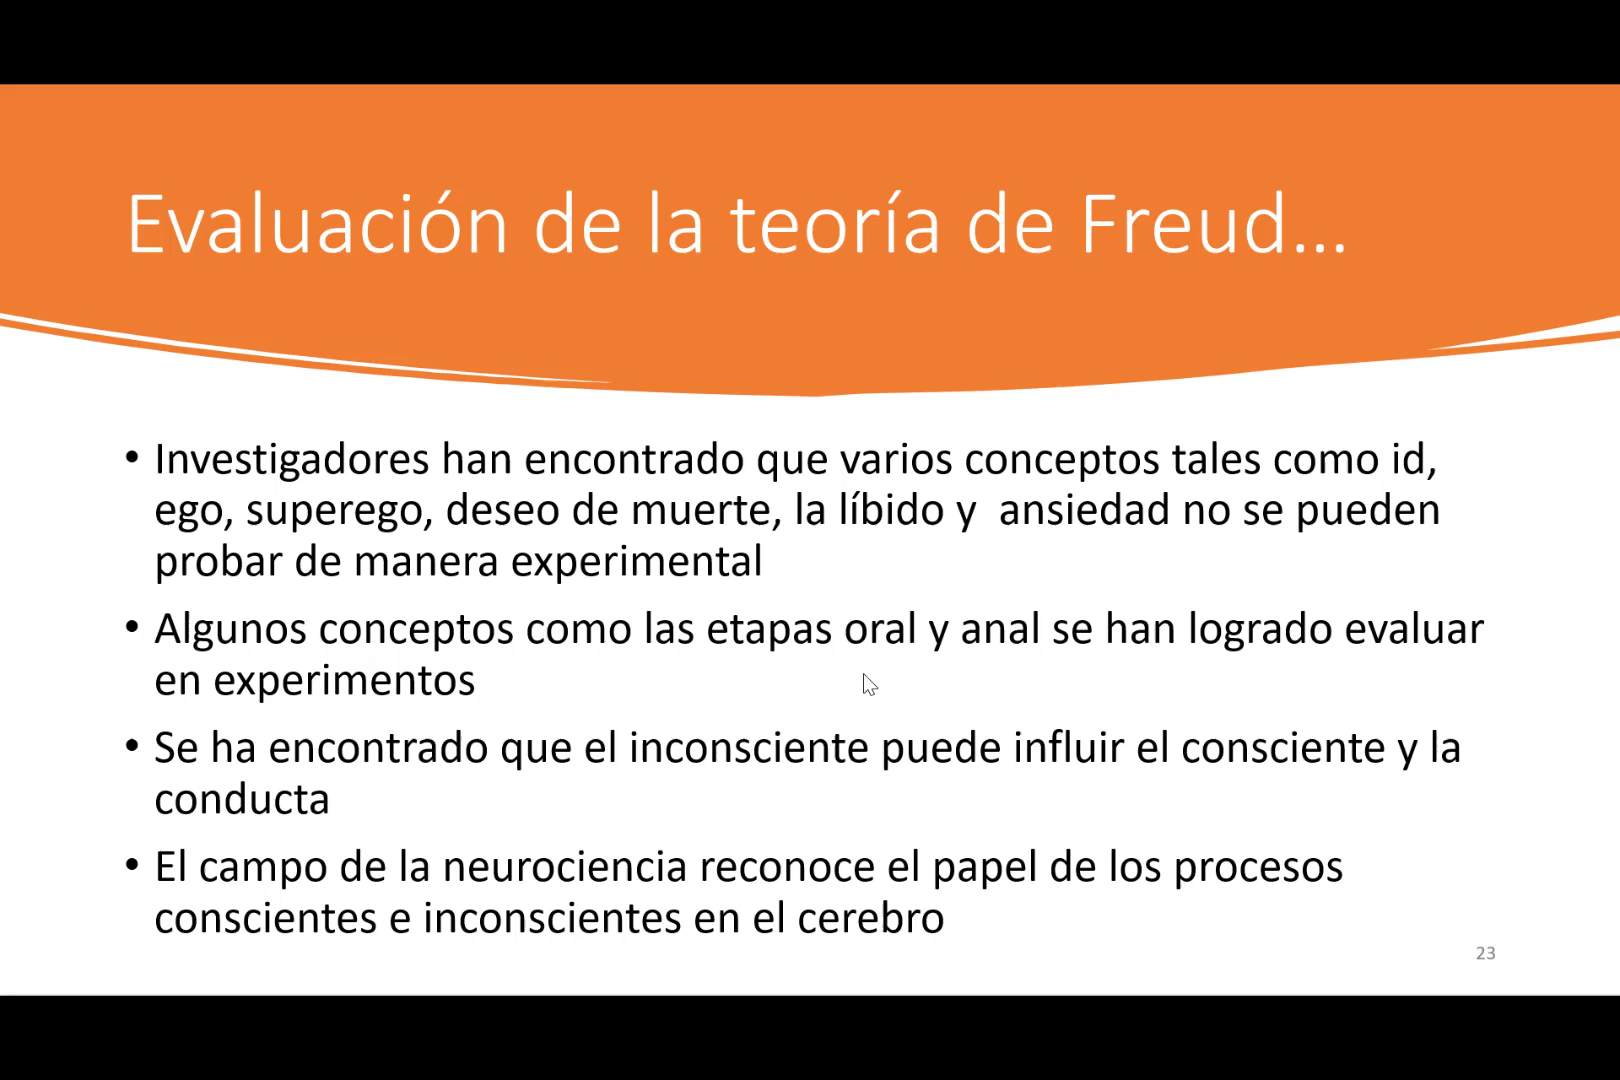 Evaluación de la teoría de Freud...
• Investigadores han encontrado que varios conceptos tales como id,
ego, superego, deseo de muerte, la líbido y  ansiedad no se pueden
probar de manera experimental
• Algunos conceptos como las etapas oral y anal se han logrado evaluar
en experimentos
• Se ha encontrado que el inconsciente puede influir el consciente y la
conducta
• El campo de la neurociencia reconoce el papel de los procesos
conscientes e inconscientes en el cerebro
23